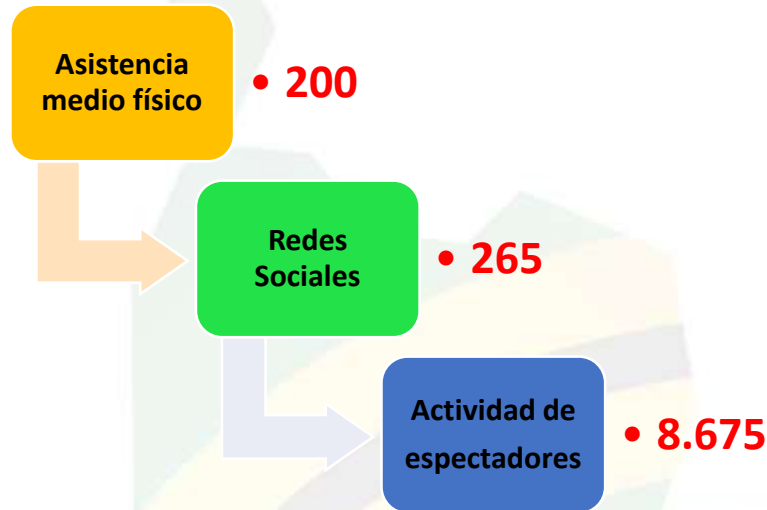 Asistencia
medio físico
• 200
Redes
Sociales
• 265
Actividad de
espectadores
• 8.675